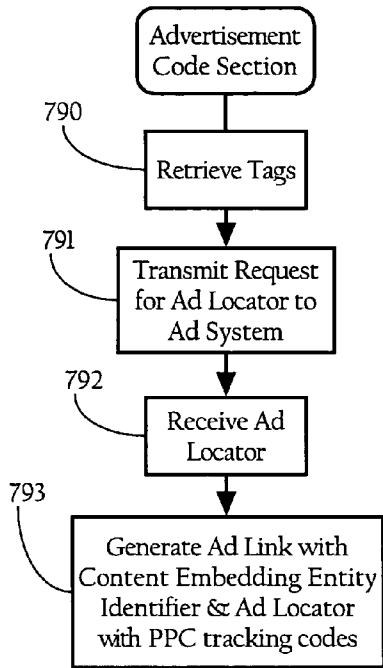 Advertisement
Code Section
790
Retrieve Tags
791
Transmit Request
for Ad Locator to
Ad System
792
Receive Ad
Locator
793
Generate Ad Link with
Content Embedding Entity
Identifier & Ad Locator
with PPC tracking codes